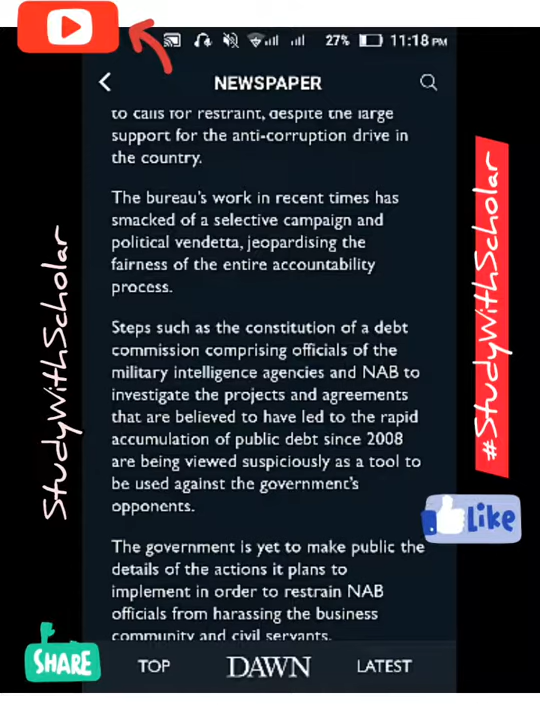 27% 11:18 PM
NEWSPAPER
to calls for restraint, despite the large
support for the anti-corruption drive in
the country.
The bureau's work in recent times has
smacked of a selective campaign and
political vendetta, jeopardising the
fairness of the entire accountability
process.
Steps such as the constitution of a debt
commission comprising officials of the
military intelligence agencies and NAB to
investigate the projects and agreements
that are believed to have led to the rapid
accumulation of public debt since 2008
are being viewed suspiciously as a tool to
be used against the government's
opponents.
The government is yet to make public the
details of the actions it plans to
implement in order to restrain NAB
officials from harassing the business
community and civil servants.
TOP DAWN LATEST
StudyWithScholar
#StudyWithScholar
Like
SHARE